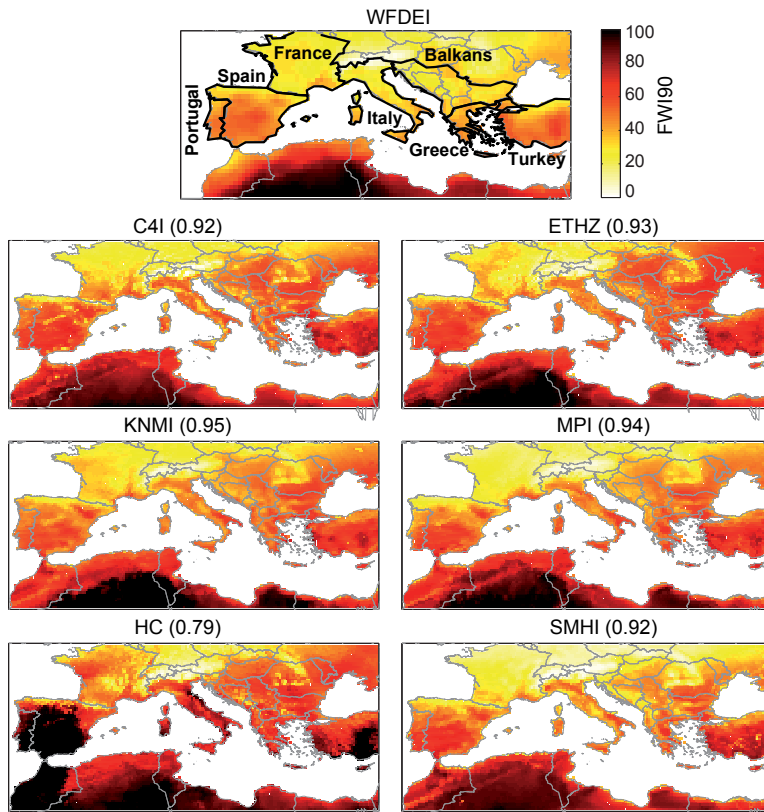 WFDEI
France
Balkans
Spain
Portugal
Italy
Greece
Turkey
100
80
60
40
20
0
FWI90
C4I (0.92)
ETHZ (0.93)
KNMI (0.95)
MPI (0.94)
HC (0.79)
SMHI (0.92)